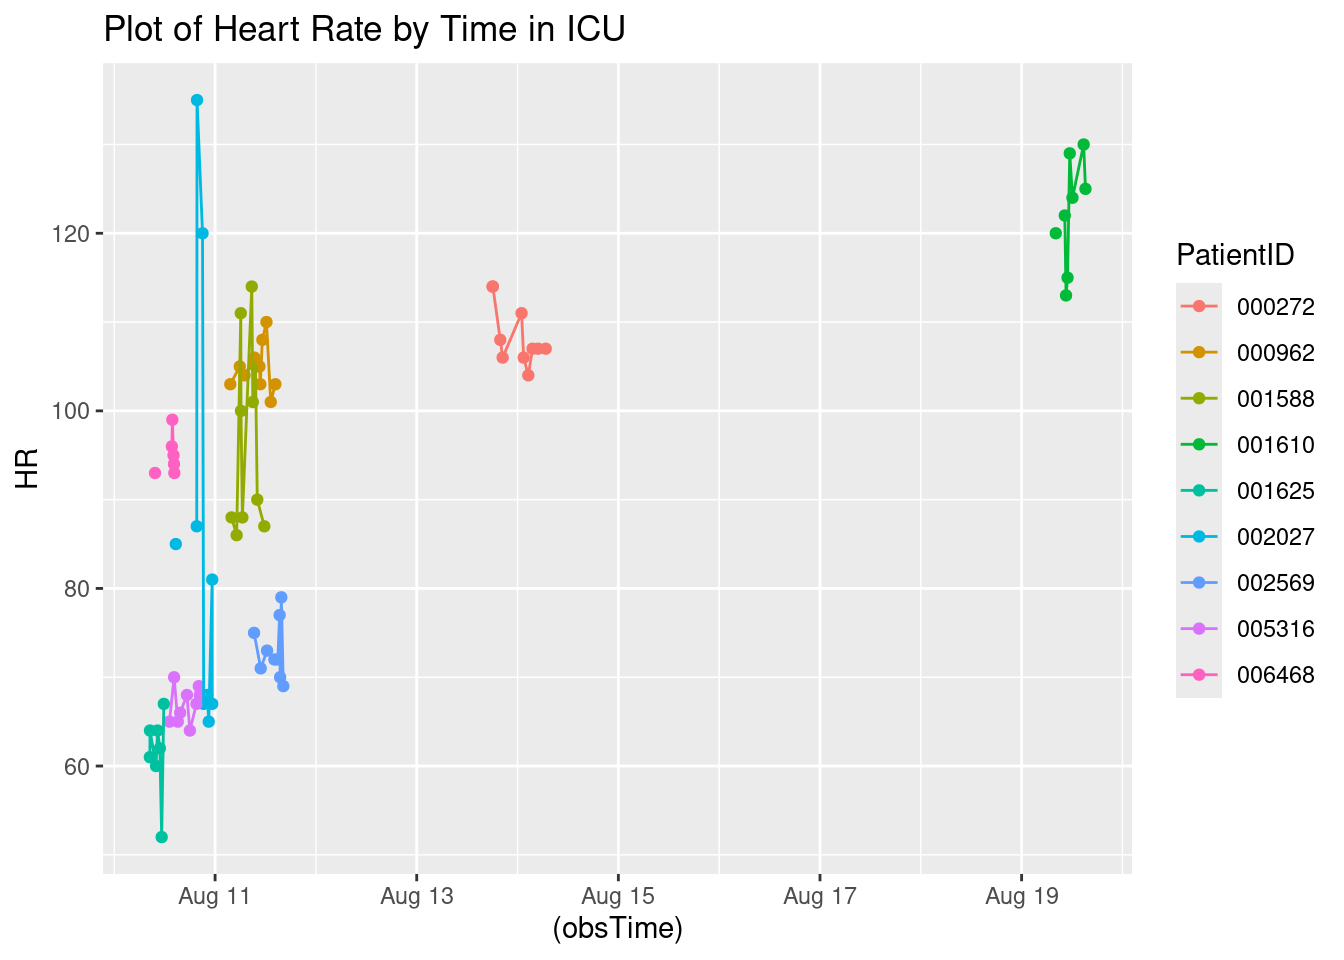 Plot of Heart Rate by Time in ICU
HR
120
100
80
60
Aug 11
Aug 13
Aug 15
Aug 17
Aug 19
(obsTime)
PatientID
000272
000962
001588
001610
001625
002027
002569
005316
006468